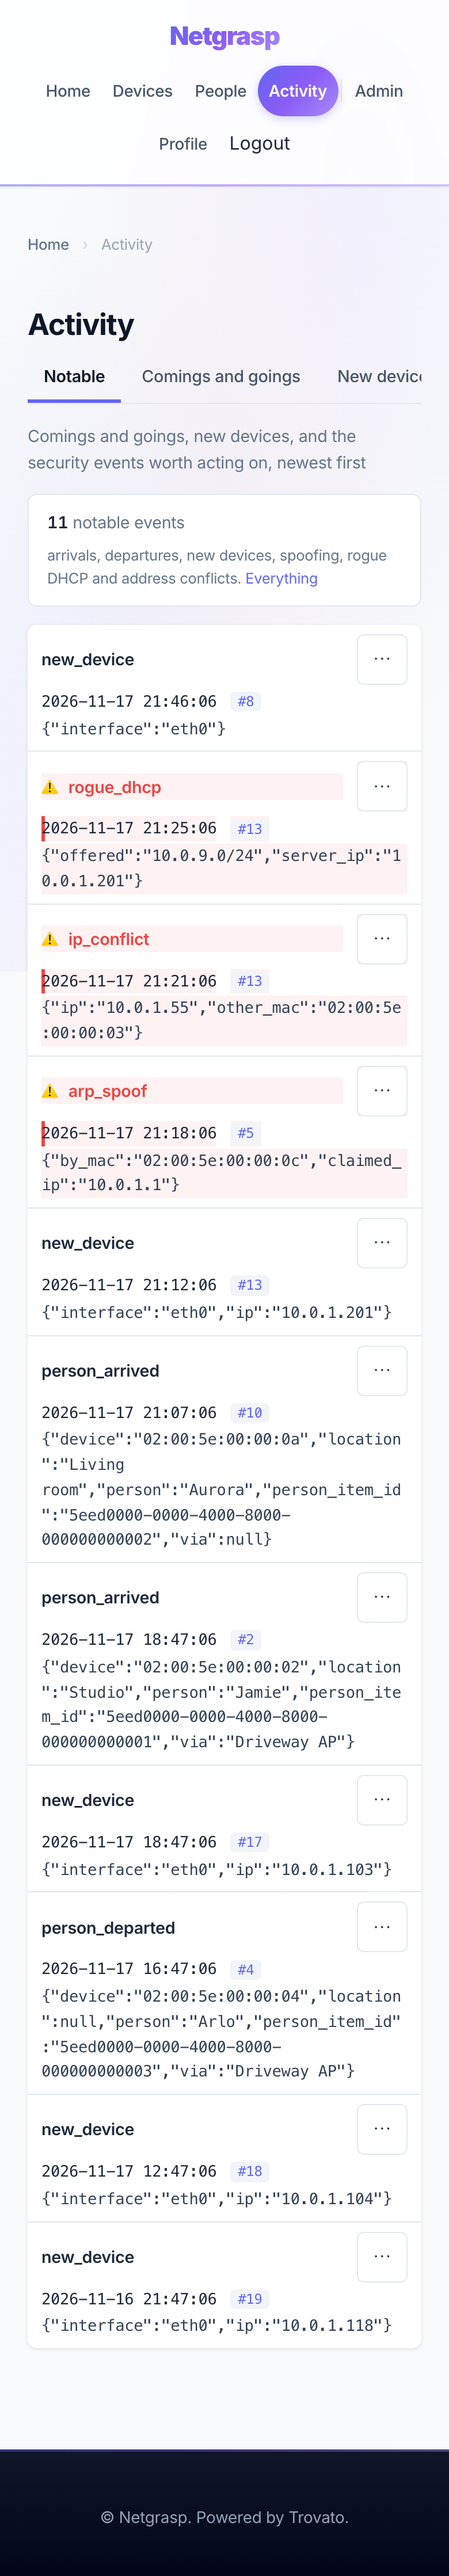 Netgrasp
Home Devices People Activity Admin
Profile Logout
Home › Activity
Activity
Notable Comings and goings New devic
Comings and goings, new devices, and the
security events worth acting on, newest first
11 notable events
arrivals, departures, new devices, spoofing, rogue
DHCP and address conflicts. Everything
new_device ...
2026-11-17 21:46:06 #8
{"interface":"eth0"}
⚠ rogue_dhcp ...
2026-11-17 21:25:06 #13
{"offered":"10.0.9.0/24","server_ip":"1
0.0.1.201"}
⚠ ip_conflict ...
2026-11-17 21:21:06 #13
{"ip":"10.0.1.55","other_mac":"02:00:5e
:00:00:03"}
⚠ arp_spoof ...
2026-11-17 21:18:06 #5
{"by_mac":"02:00:5e:00:00:0c","claimed_
ip":"10.0.1.1"}
new_device ...
2026-11-17 21:12:06 #13
{"interface":"eth0","ip":"10.0.1.201"}
person_arrived ...
2026-11-17 21:07:06 #10
{"device":"02:00:5e:00:00:0a","location
":"Living
room","person":"Aurora","person_item_id
":"5eed0000-0000-4000-8000-
000000000002","via":null}
person_arrived ...
2026-11-17 18:47:06 #2
{"device":"02:00:5e:00:00:02","location
":"Studio","person":"Jamie","person_ite
m_id":"5eed0000-0000-4000-8000-
000000000001","via":"Driveway AP"}
new_device ...
2026-11-17 18:47:06 #17
{"interface":"eth0","ip":"10.0.1.103"}
person_departed ...
2026-11-17 16:47:06 #4
{"device":"02:00:5e:00:00:04","location
":null,"person":"Arlo","person_item_id"
:"5eed0000-0000-4000-8000-
000000000003","via":"Driveway AP"}
new_device ...
2026-11-17 12:47:06 #18
{"interface":"eth0","ip":"10.0.1.104"}
new_device ...
2026-11-16 21:47:06 #19
{"interface":"eth0","ip":"10.0.1.118"}
© Netgrasp. Powered by Trovato.